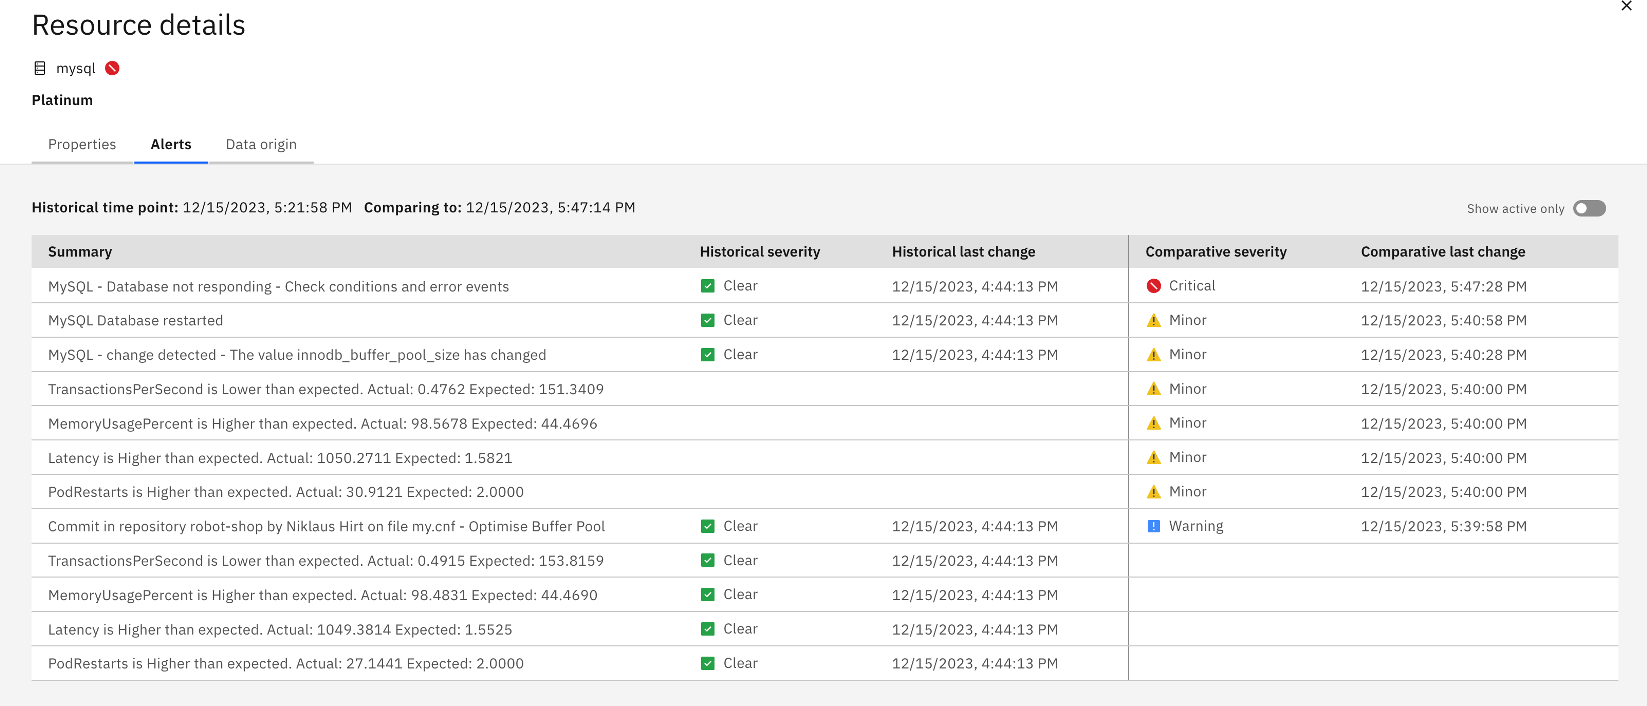 Resource details
mysql
Platinum
Properties Alerts Data origin
Historical time point: 12/15/2023, 5:21:58 PM Comparing to: 12/15/2023, 5:47:14 PM Show active only
Summary Historical severity Historical last change Comparative severity Comparative last change
MySQL - Database not responding - Check conditions and error events Clear 12/15/2023, 4:44:13 PM Critical 12/15/2023, 5:47:28 PM
MySQL Database restarted Clear 12/15/2023, 4:44:13 PM Minor 12/15/2023, 5:40:58 PM
MySQL - change detected - The value innodb_buffer_pool_size has changed Clear 12/15/2023, 4:44:13 PM Minor 12/15/2023, 5:40:28 PM
TransactionsPerSecond is Lower than expected. Actual: 0.4762 Expected: 151.3409 Minor 12/15/2023, 5:40:00 PM
MemoryUsagePercent is Higher than expected. Actual: 98.5678 Expected: 44.4696 Minor 12/15/2023, 5:40:00 PM
Latency is Higher than expected. Actual: 1050.2711 Expected: 1.5821 Minor 12/15/2023, 5:40:00 PM
PodRestarts is Higher than expected. Actual: 30.9121 Expected: 2.0000 Minor 12/15/2023, 5:40:00 PM
Commit in repository robot-shop by Niklaus Hirt on file my.cnf - Optimise Buffer Pool Clear 12/15/2023, 4:44:13 PM Warning 12/15/2023, 5:39:58 PM
TransactionsPerSecond is Lower than expected. Actual: 0.4915 Expected: 153.8159 Clear 12/15/2023, 4:44:13 PM
MemoryUsagePercent is Higher than expected. Actual: 98.4831 Expected: 44.4690 Clear 12/15/2023, 4:44:13 PM
Latency is Higher than expected. Actual: 1049.3814 Expected: 1.5525 Clear 12/15/2023, 4:44:13 PM
PodRestarts is Higher than expected. Actual: 27.1441 Expected: 2.0000 Clear 12/15/2023, 4:44:13 PM